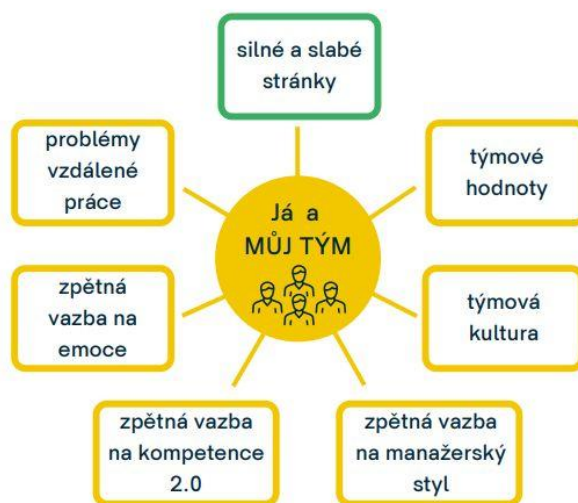 silné a slabé
stránky
problémy
vzdálené
práce
týmové
hodnoty
Já a
MŮJ TÝM
zpětná
vazba na
emoce
týmová
kultura
zpětná vazba
na kompetence
2.0
zpětná vazba
na manažerský
styl